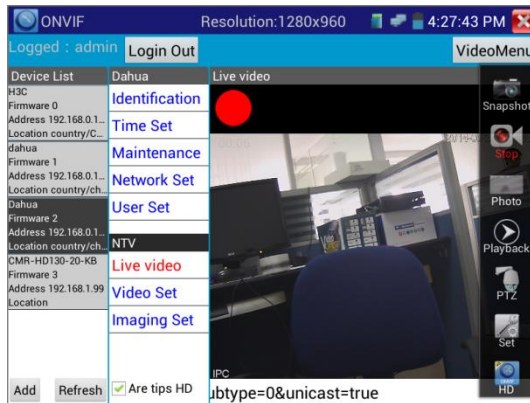 ONVIF
Resolution:1280x960
4:27:43 PM
Logged : admin
Login Out
VideoMenu
Device List
H3C
Firmware 0
Address 192.168.0.1...
Location country/C...
dahua
Firmware 1
Address 192.168.0.1...
Location country/ch...
Dahua
Firmware 2
Address 192.168.0.1...
Location country/ch...
CMR-HD130-20-KB
Firmware 3
Address 192.168.1.99
Location
Add
Refresh
Dahua
Identification
Time Set
Maintenance
Network Set
User Set
NTV
Live video
Video Set
Imaging Set
Are tips HD
Live video
IPC
ubtype=0&unicast=true
Snapshot
Stop
Photo
Playback
PTZ
Set
HD